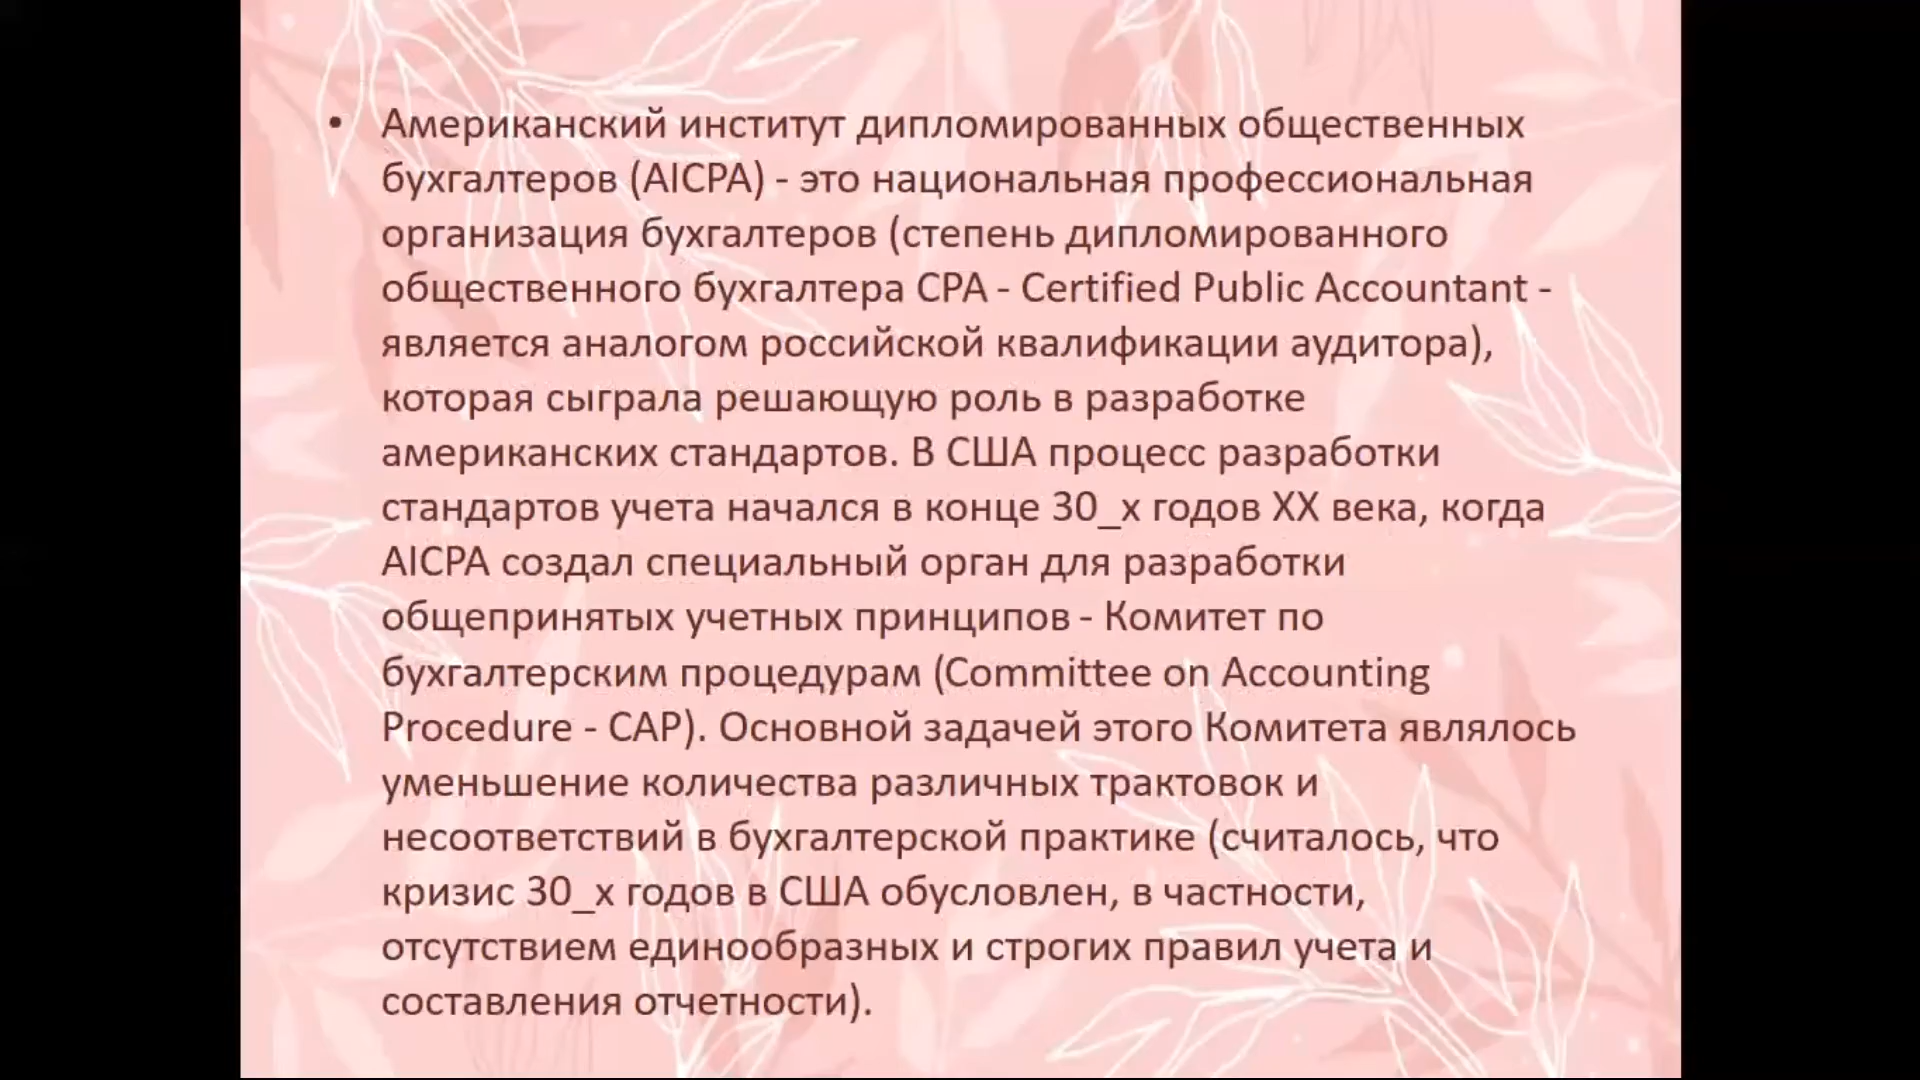 • Американский институт дипломированных общественных
бухгалтеров (AICPA) - это национальная профессиональная
организация бухгалтеров (степень дипломированного
общественного бухгалтера CPA - Certified Public Accountant -
является аналогом российской квалификации аудитора),
которая сыграла решающую роль в разработке
американских стандартов. В США процесс разработки
стандартов учета начался в конце 30_х годов XX века, когда
AICPA создал специальный орган для разработки
общепринятых учетных принципов - Комитет по
бухгалтерским процедурам (Committee on Accounting
Procedure - CAP). Основной задачей этого Комитета являлось
уменьшение количества различных трактовок и
несоответствий в бухгалтерской практике (считалось, что
кризис 30_х годов в США обусловлен, в частности,
отсутствием единообразных и строгих правил учета и
составления отчетности).